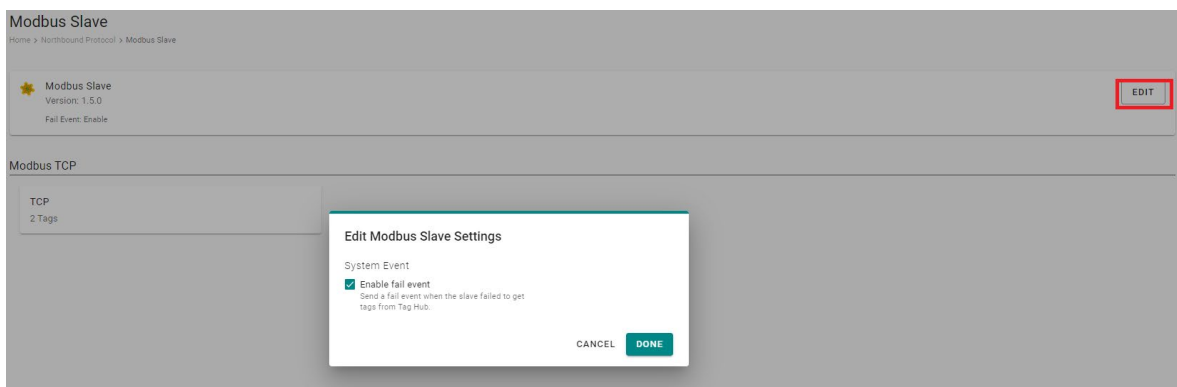 Modbus Slave
Home > Northbound Protocol > Modbus Slave
Modbus Slave
Version: 1.5.0
Fail Event: Enable
EDIT
Modbus TCP
TCP
2 Tags
Edit Modbus Slave Settings
System Event
Enable fail event
Send a fail event when the slave failed to get
tags from Tag Hub.
CANCEL DONE